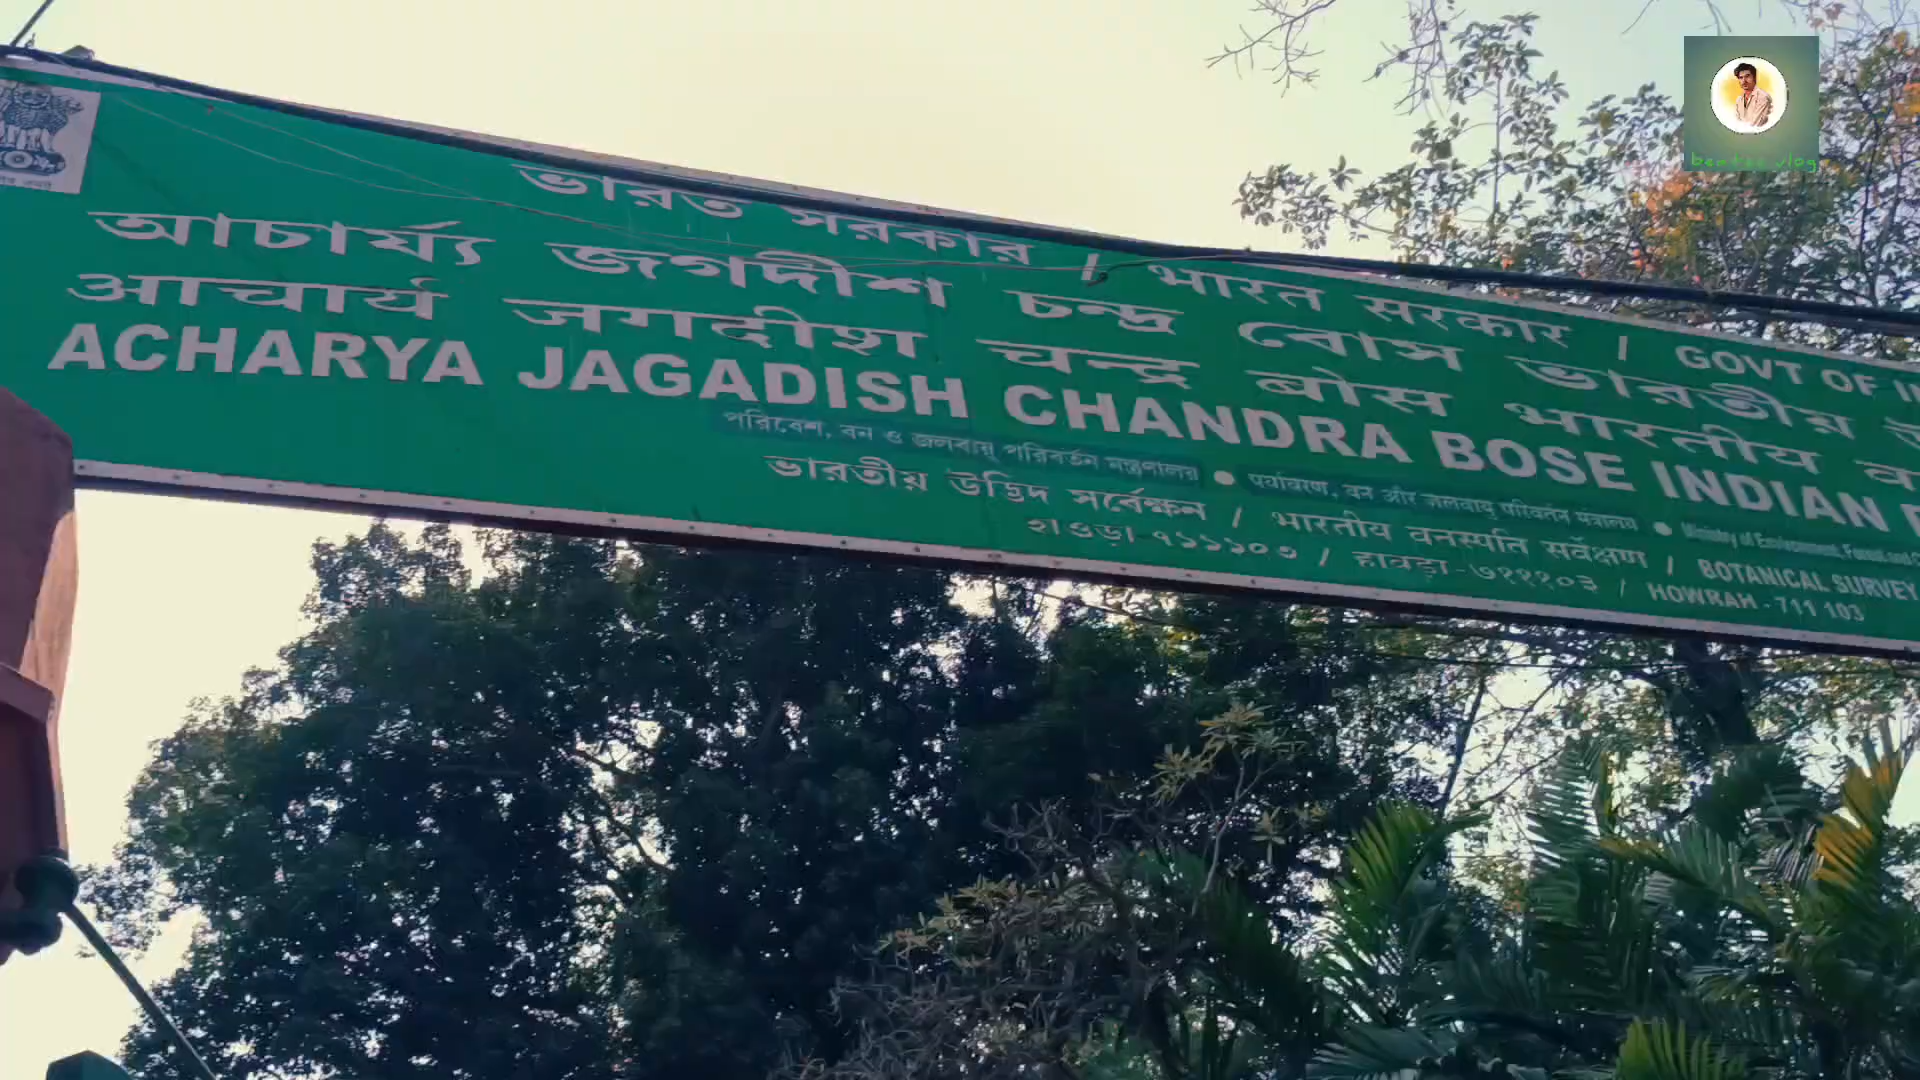 ভারত সরকার / भारत सरकार / GOVT OF
আচার্য্য জগদীশ চন্দ্র বোস ভারতীয়
आचार्य जगदीश चन्द्र बोस भारतीय
ACHARYA JAGADISH CHANDRA BOSE INDIAN
পরিবেশ, বন ও জলবায়ু পরিবর্তন মন্ত্রণালয় ● पर्यावरण, वन और जलवायु परिवर्तन मंत्रालय ● Ministry of Environment, Forest and
ভারতীয় উদ্ভিদ সর্বেক্ষন / भारतीय वनस्पति सर्वेक्षण / BOTANICAL SURVEY
হাওড়া-৭১১১০৩ / हावड़ा-७१११०३ / HOWRAH - 711 103
vlog